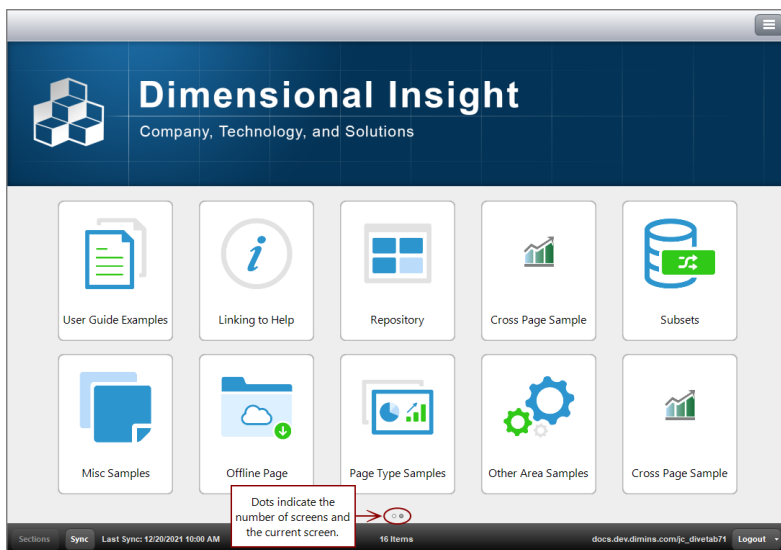 Dimensional Insight
Company, Technology, and Solutions
User Guide Examples
Linking to Help
Repository
Cross Page Sample
Subsets
Misc Samples
Offline Page
Page Type Samples
Other Area Samples
Cross Page Sample
Dots indicate the
number of screens and
the current screen.
Sections
Sync
Last Sync: 12/20/2021 10:00 AM
16 Items
docs.dev.dimins.com/jc_divetab71
Logout